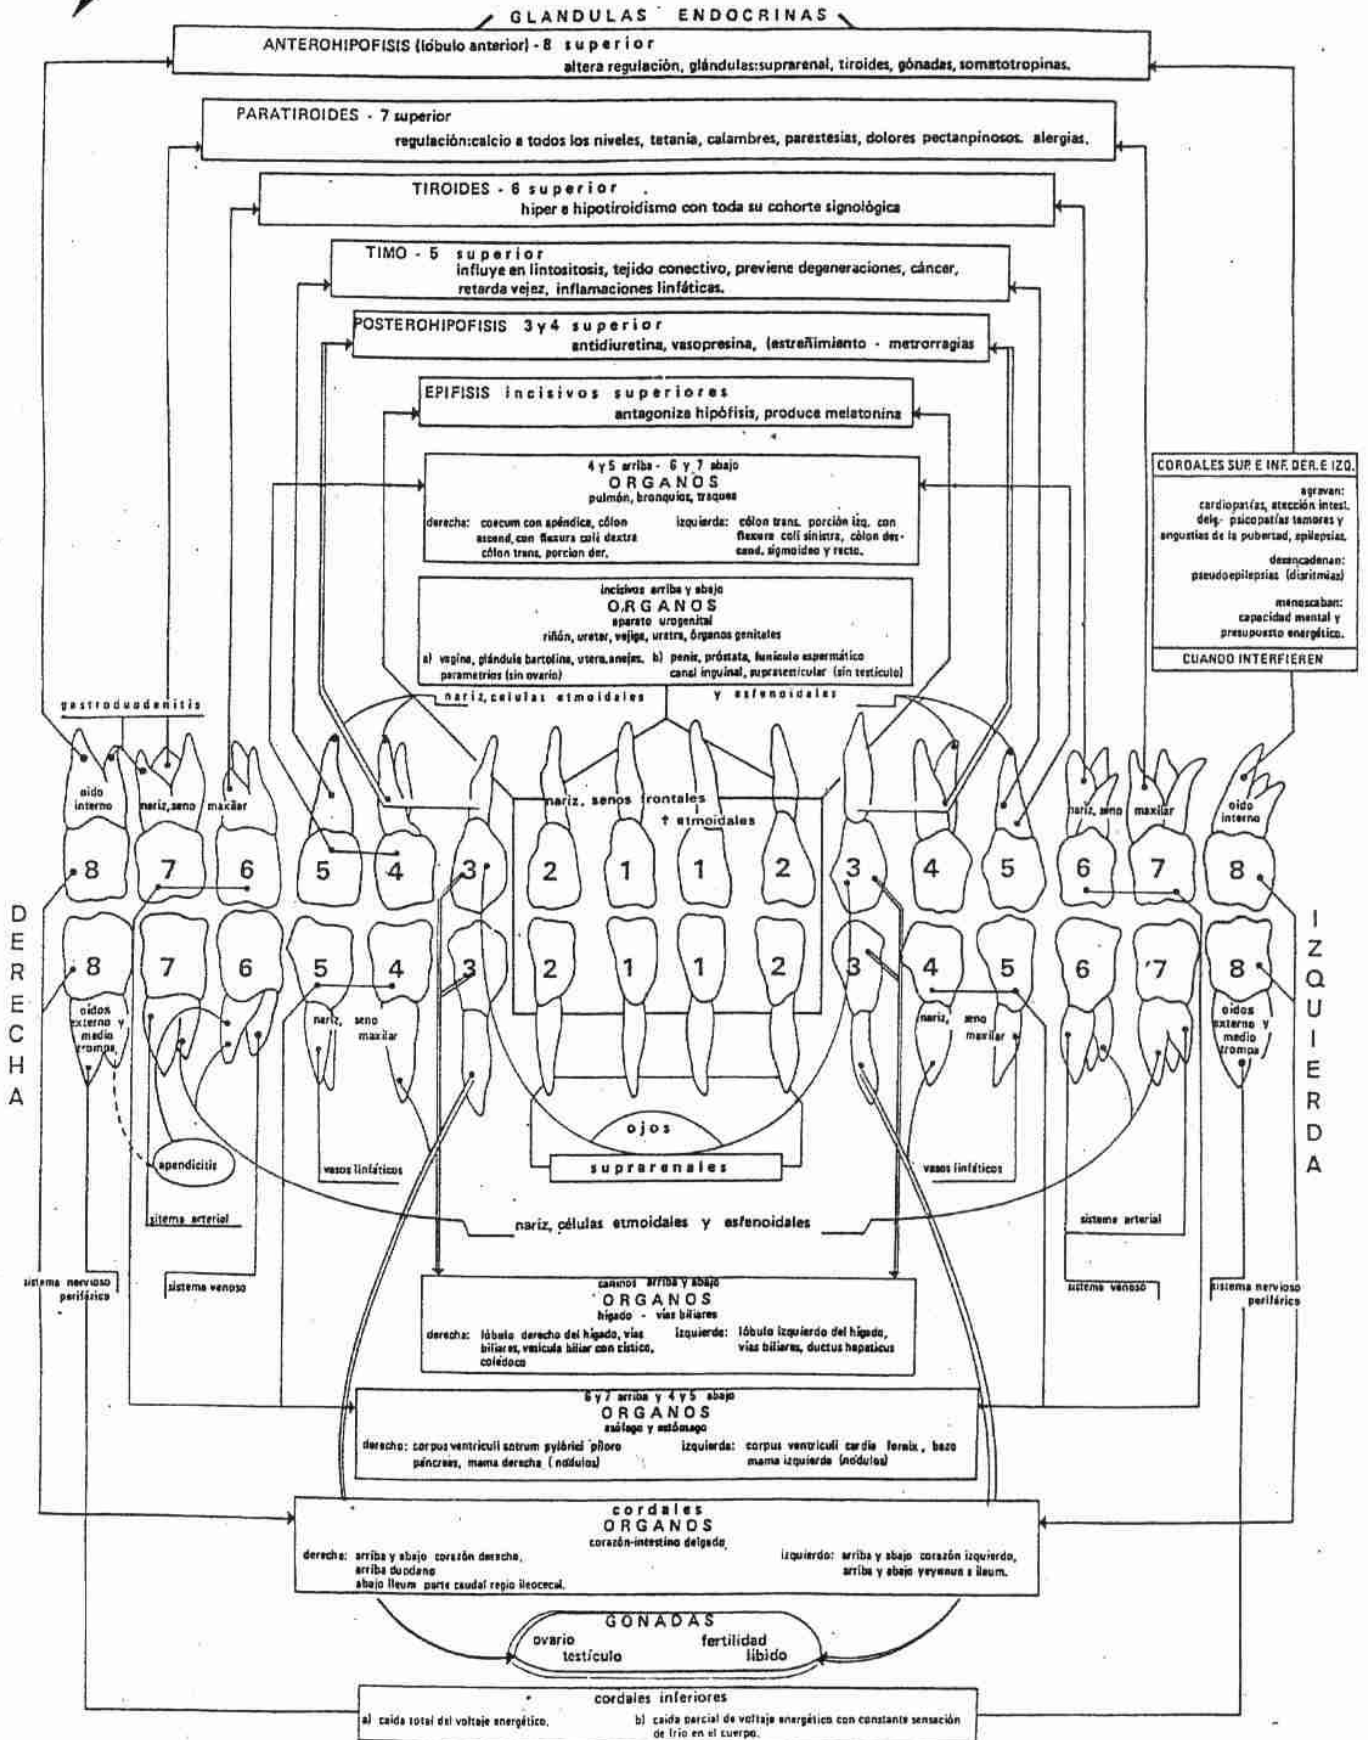 GLANDULAS ENDOCRINAS
ANTEROHIPOFISIS (lóbulo anterior) - 8 superior
altera regulación, glándulas:suprarenal, tiroides, gónadas, somatotropinas.
PARATIROIDES - 7 superior
regulación:calcio a todos los niveles, tetania, calambres, parestesias, dolores pectanpinosos. alergias.
TIROIDES - 6 superior
hiper e hipotiroidismo con toda su cohorte signológica
TIMO - 5 superior
influye en lintositosis, tejido conectivo, previene degeneraciones, cáncer,
retarda vejez, inflamaciones linfáticas.
POSTEROHIPOFISIS 3 y 4 superior
antidiuretina, vasopresina, (estreñimiento - metrorragias
EPIFISIS incisivos superiores
antagoniza hipófisis, produce melatonina
4 y 5 arriba - 6 y 7 abajo
ORGANOS
pulmón, bronquios, traquea
derecha: coecum con apéndice, cólon
ascend, con flexura coli dextra
cólon trans. porcion der.
izquierda: cólon trans. porción izq. con
flexura coli sinistra, cólon des-
cend. sigmoideo y recto.
CORDALES SUP. E INF. DER. E IZQ.
agravan:
cardiopatías, afección intest.
delg.- psicopatías temores y
angustias de la pubertad, epilepsias.
desencadenan:
pseudoepilepsias (disritmias)
menoscaban:
capacidad mental y
presupuesto energético.
CUANDO INTERFIEREN
incisivos arriba y abajo
ORGANOS
aparato urogenital
riñón, ureter, vejiga, uretra, órganos genitales
a) vagina, glándula bartolina, utero, anejos.
parametrios (sin ovario)
b) penis, próstata, funiculo espermático
canal inguinal, supratesticular (sin testículo)
nariz, celulas etmoidales y esfenoidales
gastroduodenitis
oido
interno
nariz, seno maxilar
nariz, senos frontales
↑ etmoidales
nariz, seno maxilar
oido
interno
8 7 6 5 4 3 2 1 1 2 3 4 5 6 7 8
DERECHA
IZQUIERDA
8 7 6 5 4 3 2 1 1 2 3 4 5 6 7 8
oidos
externo y
medio
trompa
nariz, seno
maxilar
nariz, seno
maxilar
oidos
externo y
medio
trompa
ojos
apendicitis
vasos linfáticos
suprarenales
vasos linfáticos
sitema arterial
nariz, células etmoidales y esfenoidales
sistema arterial
sistema nervioso
periférico
sistema venoso
sistema venoso
sistema nervioso
periférico
caninos arriba y abajo
ORGANOS
higado - vias biliares
derecha: lóbulo derecho del higado, vias
biliares, vesicula biliar con cístico,
colédoco
izquierda: lóbulo izquierdo del higado,
vias biliares, ductus hepaticus
6 y 7 arriba y 4 y 5 abajo
ORGANOS
esófago y estómago
derecho: corpus ventriculi antrum pylórici píloro
páncreas, mama derecha (nódulos)
izquierda: corpus ventriculi cardia fornix, bazo
mama izquierda (nódulos)
cordales
ORGANOS
corazón-intestino delgado
derecha: arriba y abajo corazón derecho,
arriba duodano
abajo ileum parte caudal regio ileocecal.
izquierdo: arriba y abajo corazón izquierdo,
arriba y abajo yeyunun e ileum.
GONADAS
ovario fertilidad
testículo libido
cordales inferiores
a) caida total del voltaje energético.
b) caida parcial de voltaje energético con constante sensación
de frio en el cuerpo.